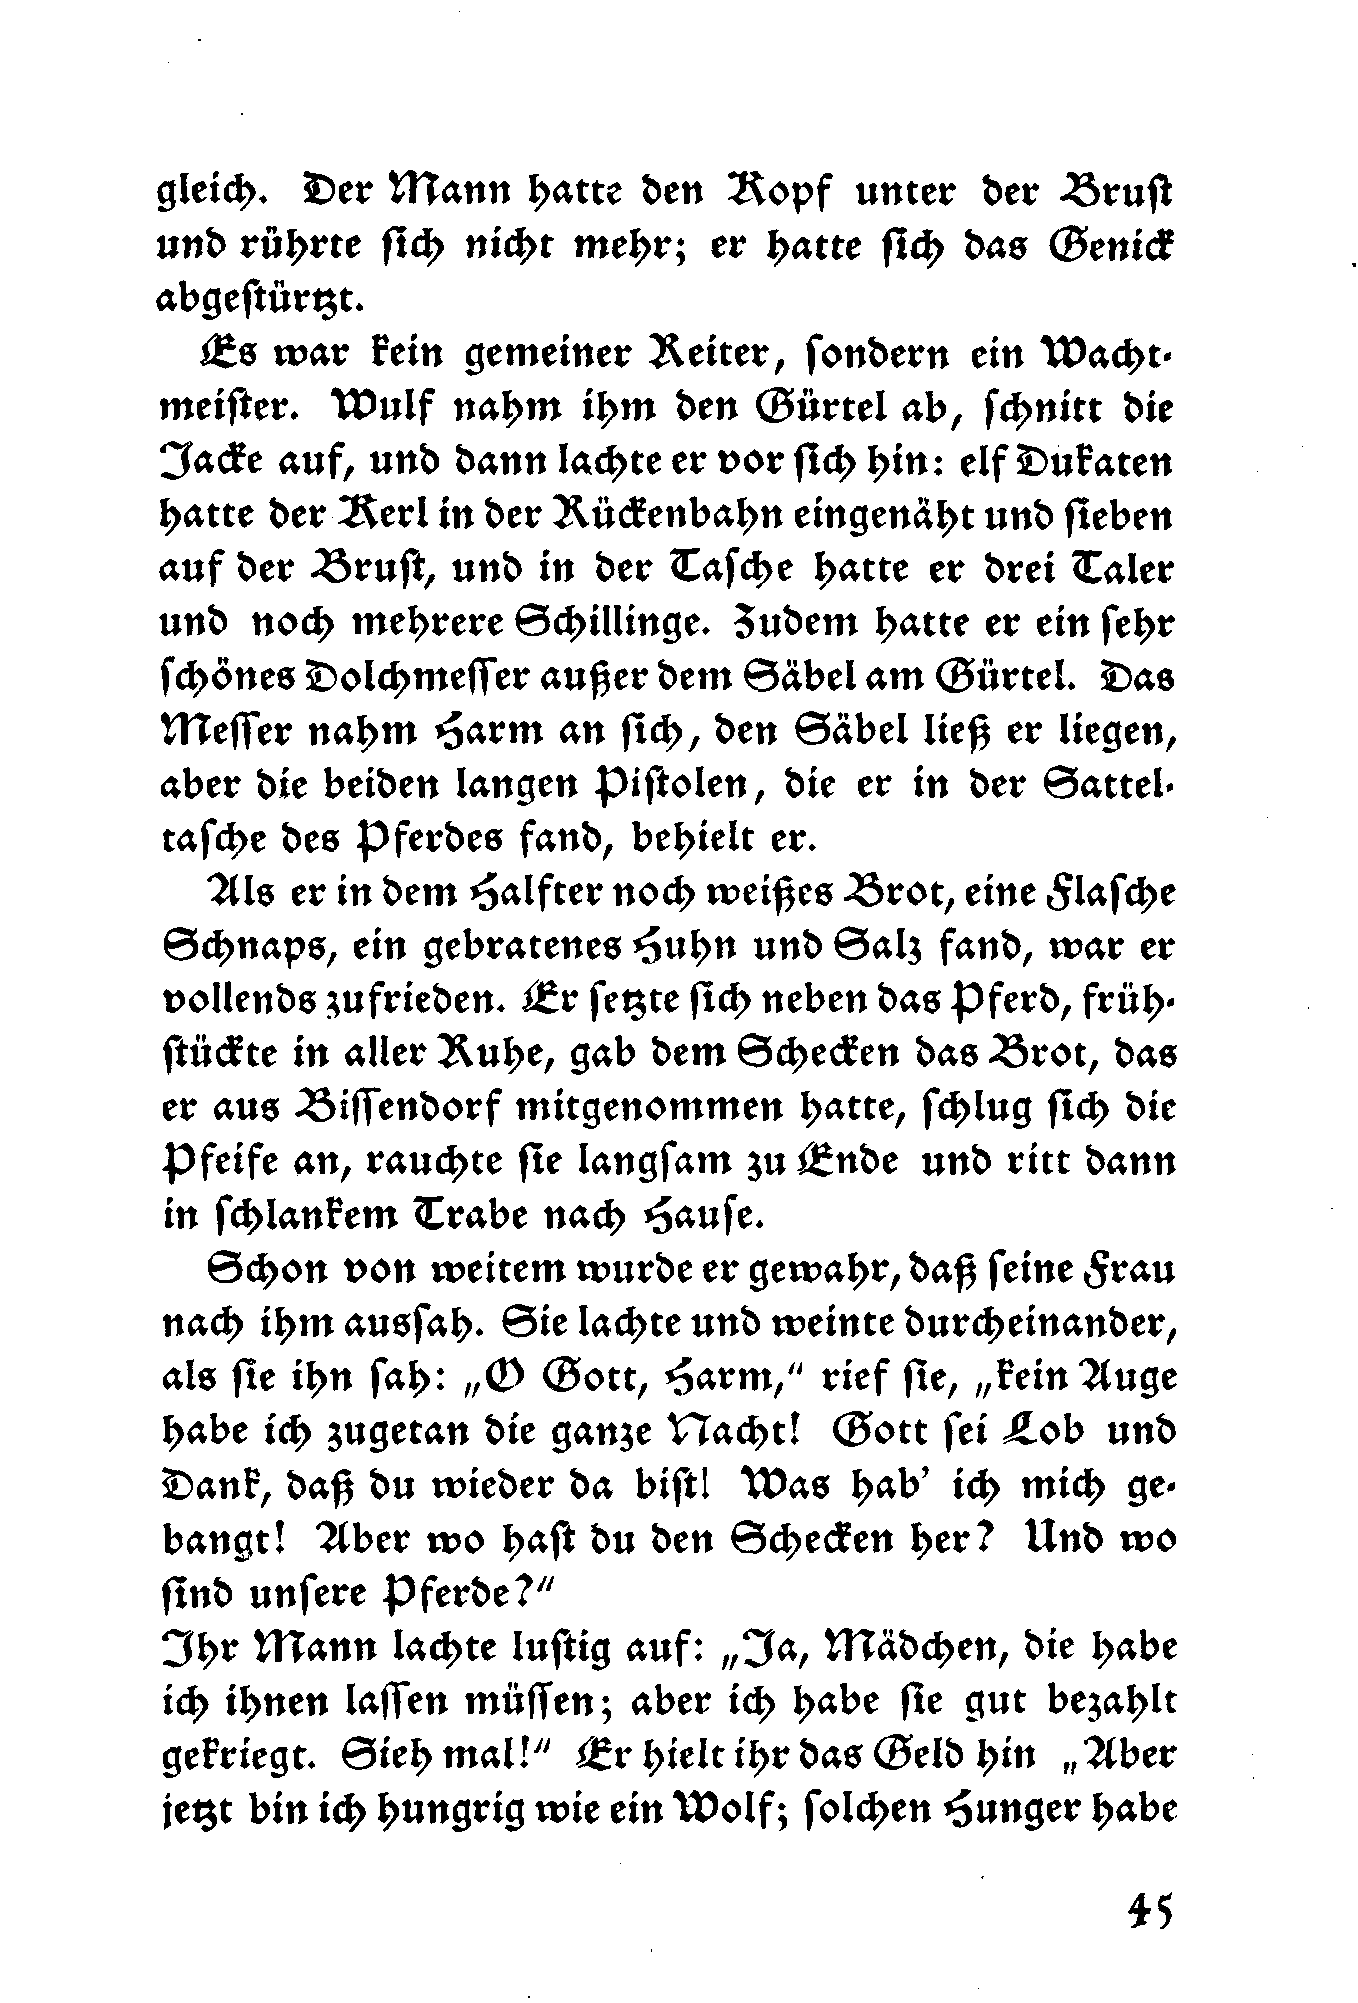 gleich. Der Mann hatte den Kopf unter der Bruſt
und rührte ſich nicht mehr; er hatte ſich das Genick
abgeſtürtzt.
Es war kein gemeiner Reiter, ſondern ein Wacht-
meiſter. Wulf nahm ihm den Gürtel ab, ſchnitt die
Jacke auf, und dann lachte er vor ſich hin: elf Dukaten
hatte der Kerl in der Rückenbahn eingenäht und ſieben
auf der Bruſt, und in der Taſche hatte er drei Taler
und noch mehrere Schillinge. Zudem hatte er ein ſehr
ſchönes Dolchmeſſer außer dem Säbel am Gürtel. Das
Meſſer nahm Harm an ſich, den Säbel ließ er liegen,
aber die beiden langen Piſtolen, die er in der Sattel-
taſche des Pferdes fand, behielt er.
Als er in dem Halfter noch weißes Brot, eine Flaſche
Schnaps, ein gebratenes Huhn und Salz fand, war er
vollends zufrieden. Er ſetzte ſich neben das Pferd, früh-
ſtückte in aller Ruhe, gab dem Schecken das Brot, das
er aus Biſſendorf mitgenommen hatte, ſchlug ſich die
Pfeife an, rauchte ſie langſam zu Ende und ritt dann
in ſchlankem Trabe nach Hauſe.
Schon von weitem wurde er gewahr, daß ſeine Frau
nach ihm ausſah. Sie lachte und weinte durcheinander,
als ſie ihn ſah: „O Gott, Harm,“ rief ſie, „kein Auge
habe ich zugetan die ganze Nacht! Gott ſei Lob und
Dank, daß du wieder da biſt! Was hab’ ich mich ge-
bangt! Aber wo haſt du den Schecken her? Und wo
ſind unſere Pferde?“
Ihr Mann lachte luſtig auf: „Ja, Mädchen, die habe
ich ihnen laſſen müſſen; aber ich habe ſie gut bezahlt
gekriegt. Sieh mal!“ Er hielt ihr das Geld hin „Aber
jetzt bin ich hungrig wie ein Wolf; ſolchen Hunger habe
45